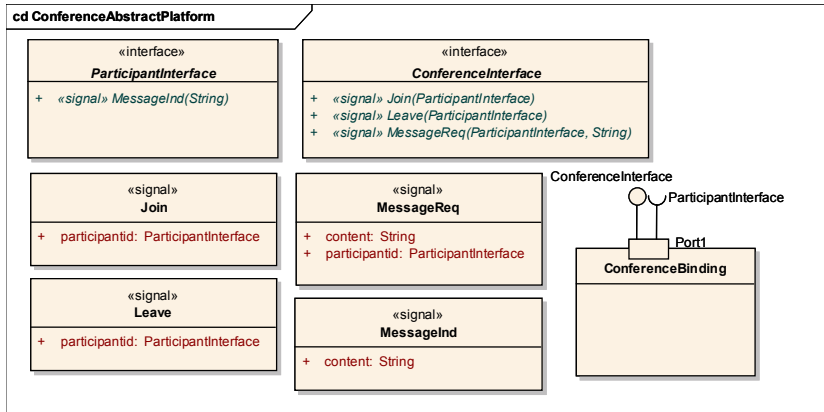 cd ConferenceAbstractPlatform
«interface»
ParticipantInterface
+ «signal» MessageInd(String)
«interface»
ConferenceInterface
+ «signal» Join(ParticipantInterface)
+ «signal» Leave(ParticipantInterface)
+ «signal» MessageReq(ParticipantInterface, String)
«signal»
Join
+ participantid: ParticipantInterface
«signal»
MessageReq
+ content: String
+ participantid: ParticipantInterface
ConferenceInterface
ParticipantInterface
Port1
ConferenceBinding
«signal»
Leave
+ participantid: ParticipantInterface
«signal»
MessageInd
+ content: String